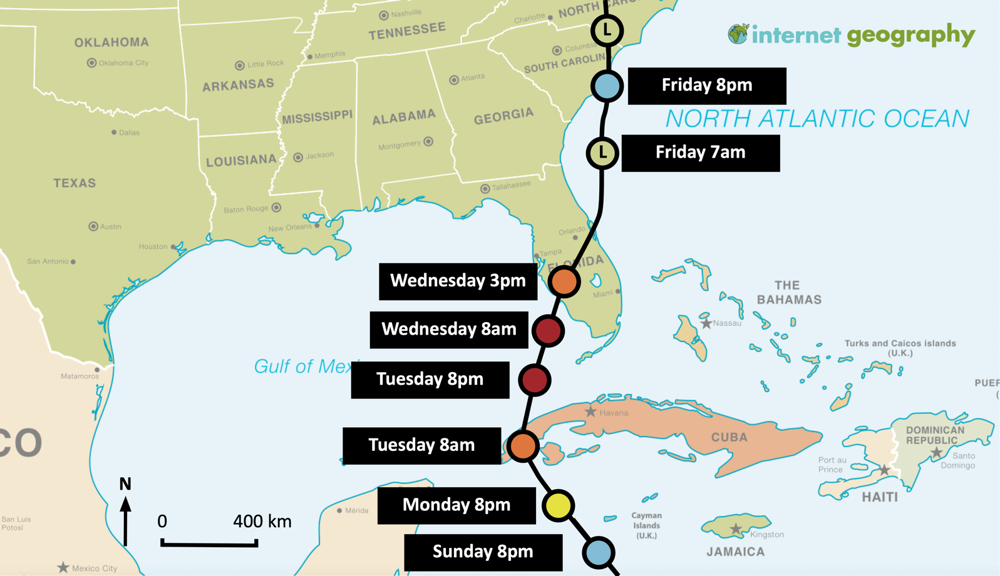 internet geography
NORTH CARO
Nashville
TENNESSEE
Charlotte
L
OKLAHOMA
Oklahoma City
Memphis
Little Rock
ARKANSAS
Columbia
SOUTH CAROLIN
Atlanta
Friday 8pm
MISSISSIPPI
ALABAMA
GEORGIA
NORTH ATLANTIC OCEAN
Dallas
Montgomery
Friday 7am
L
LOUISIANA
Jackson
TEXAS
Tallahassee
Baton Rouge
New Orleans
Austin
Orlando
Houston
San Antonio
Tampa
FLORIDA
Wednesday 3pm
Miami
THE
BAHAMAS
Nassau
Wednesday 8am
Turks and Caicos islands
(U.K.)
Gulf of Mex
Tuesday 8pm
Matamoros
PUER
(
Havana
CUBA
DOMINICAN
REPUBLIC
CO
Tuesday 8am
Santo
Domingo
Port au
Prince
HAITI
N
Monday 8pm
Mérida
San Luis
Potosí
0 400 km
Cayman
Islands
(U.K.)
Kingston
JAMAICA
Sunday 8pm
Mexico City